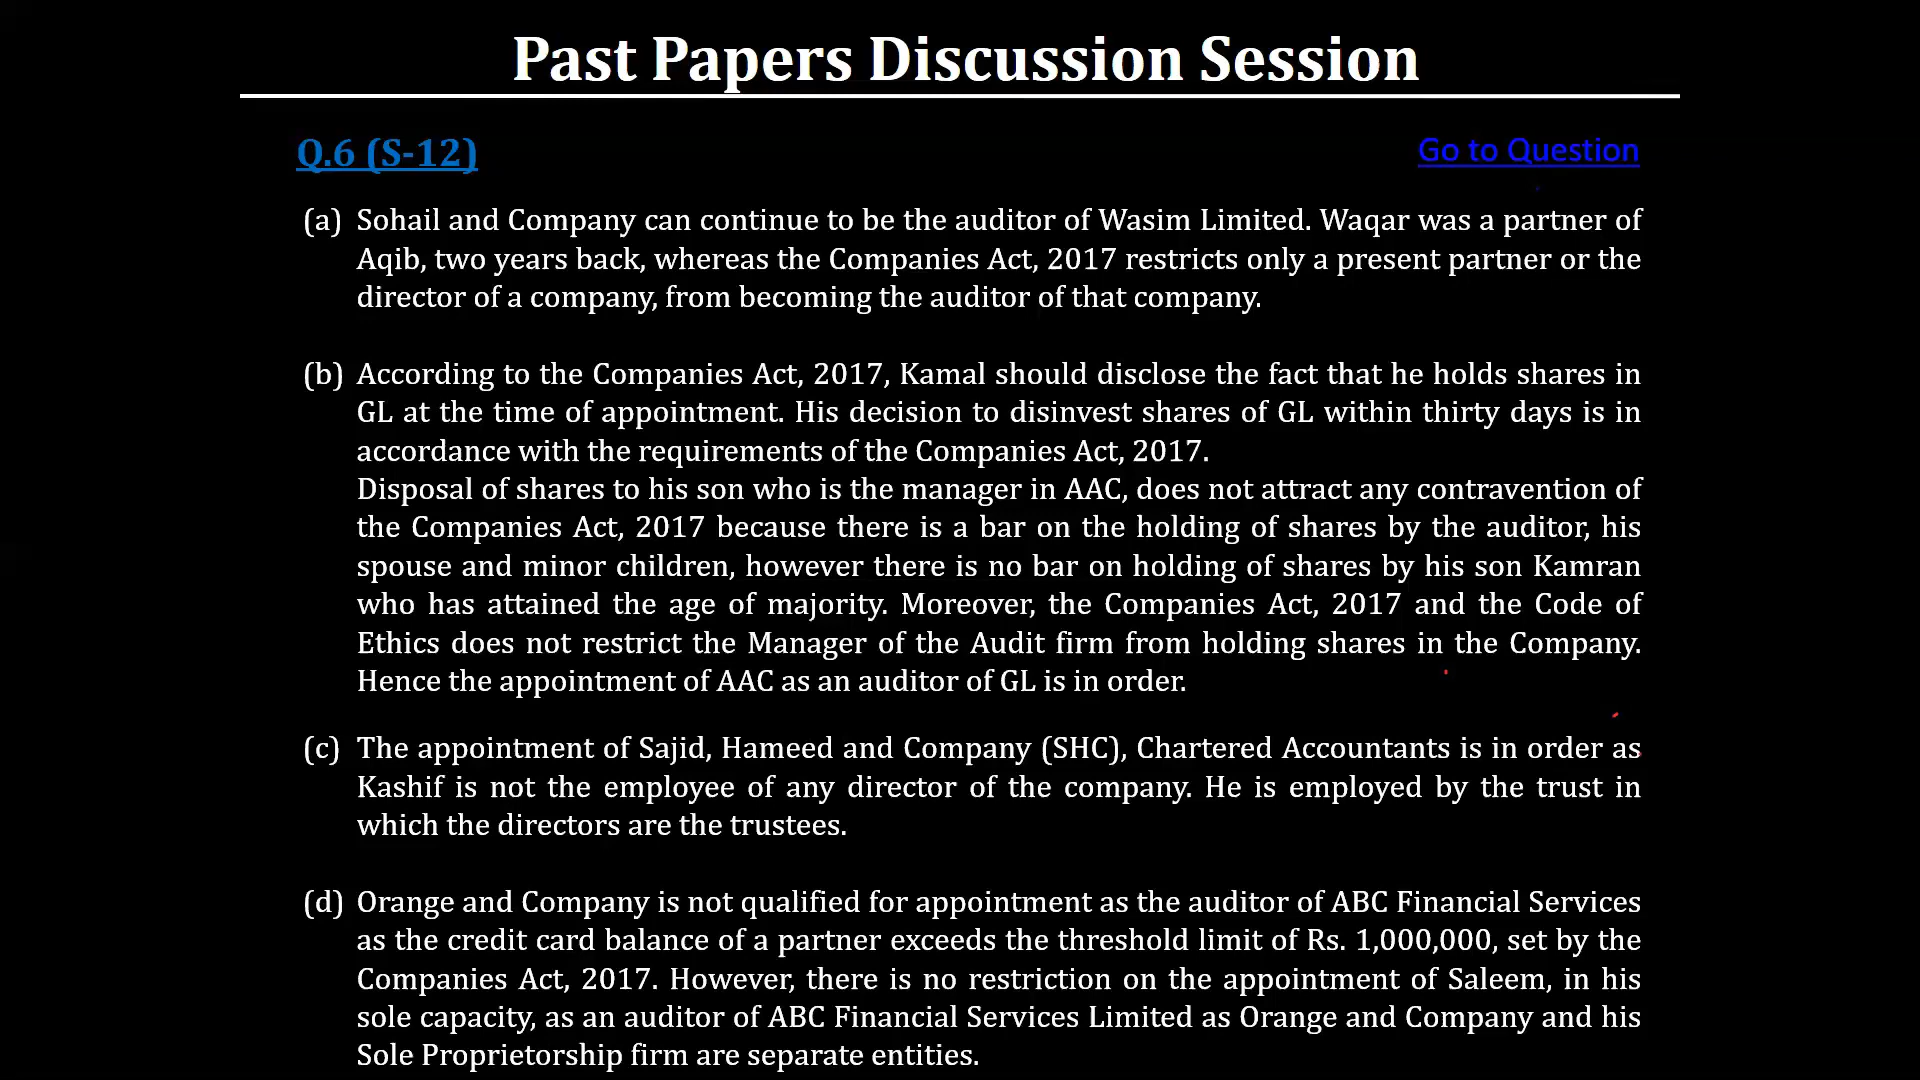 Past Papers Discussion Session
Q.6 (S-12)
Go to Question
(a) Sohail and Company can continue to be the auditor of Wasim Limited. Waqar was a partner of
Aqib, two years back, whereas the Companies Act, 2017 restricts only a present partner or the
director of a company, from becoming the auditor of that company.
(b) According to the Companies Act, 2017, Kamal should disclose the fact that he holds shares in
GL at the time of appointment. His decision to disinvest shares of GL within thirty days is in
accordance with the requirements of the Companies Act, 2017.
Disposal of shares to his son who is the manager in AAC, does not attract any contravention of
the Companies Act, 2017 because there is a bar on the holding of shares by the auditor, his
spouse and minor children, however there is no bar on holding of shares by his son Kamran
who has attained the age of majority. Moreover, the Companies Act, 2017 and the Code of
Ethics does not restrict the Manager of the Audit firm from holding shares in the Company.
Hence the appointment of AAC as an auditor of GL is in order.
(c) The appointment of Sajid, Hameed and Company (SHC), Chartered Accountants is in order as
Kashif is not the employee of any director of the company. He is employed by the trust in
which the directors are the trustees.
(d) Orange and Company is not qualified for appointment as the auditor of ABC Financial Services
as the credit card balance of a partner exceeds the threshold limit of Rs. 1,000,000, set by the
Companies Act, 2017. However, there is no restriction on the appointment of Saleem, in his
sole capacity, as an auditor of ABC Financial Services Limited as Orange and Company and his
Sole Proprietorship firm are separate entities.